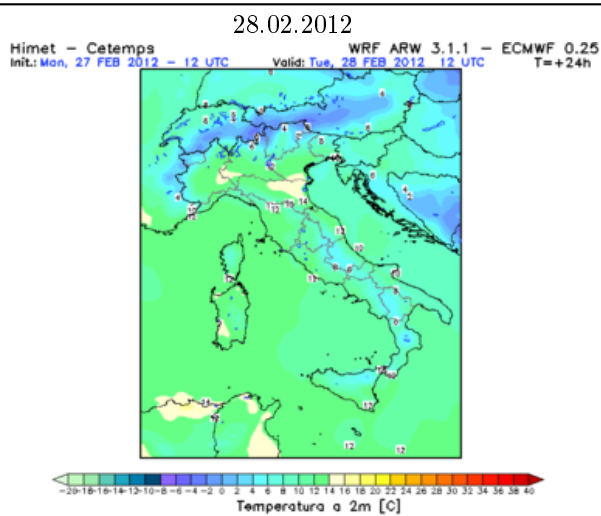 28.02.2012
Himet – Cetemps WRF ARW 3.1.1 – ECMWF 0.25
Init.: Mon, 27 FEB 2012 – 12 UTC Valid: Tue, 28 FEB 2012 12 UTC T=+24h
-20 -18 -16 -14 -12 -10 -8 -6 -4 -2 0 2 4 6 8 10 12 14 16 18 20 22 24 26 28 30 32 34 36 38 40
Temperatura a 2m [C]